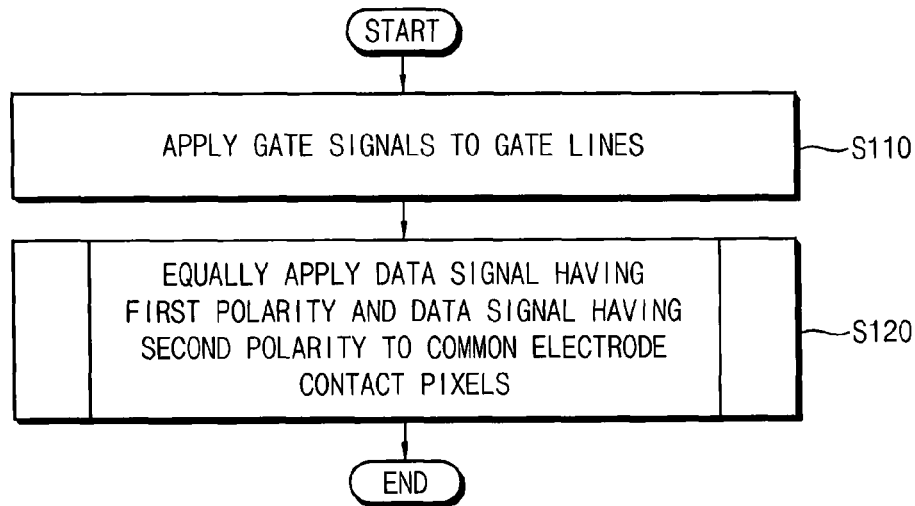 START
APPLY GATE SIGNALS TO GATE LINES
S110
EQUALLY APPLY DATA SIGNAL HAVING
FIRST POLARITY AND DATA SIGNAL HAVING
SECOND POLARITY TO COMMON ELECTRODE
CONTACT PIXELS
S120
END